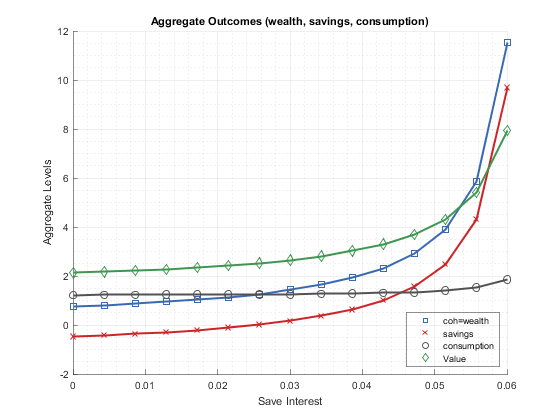 Aggregate Outcomes (wealth, savings, consumption)
12
10
8
6
4
2
0
-2
Aggregate Levels
0
0.01
0.02
0.03
0.04
0.05
0.06
Save Interest
coh=wealth
savings
consumption
Value